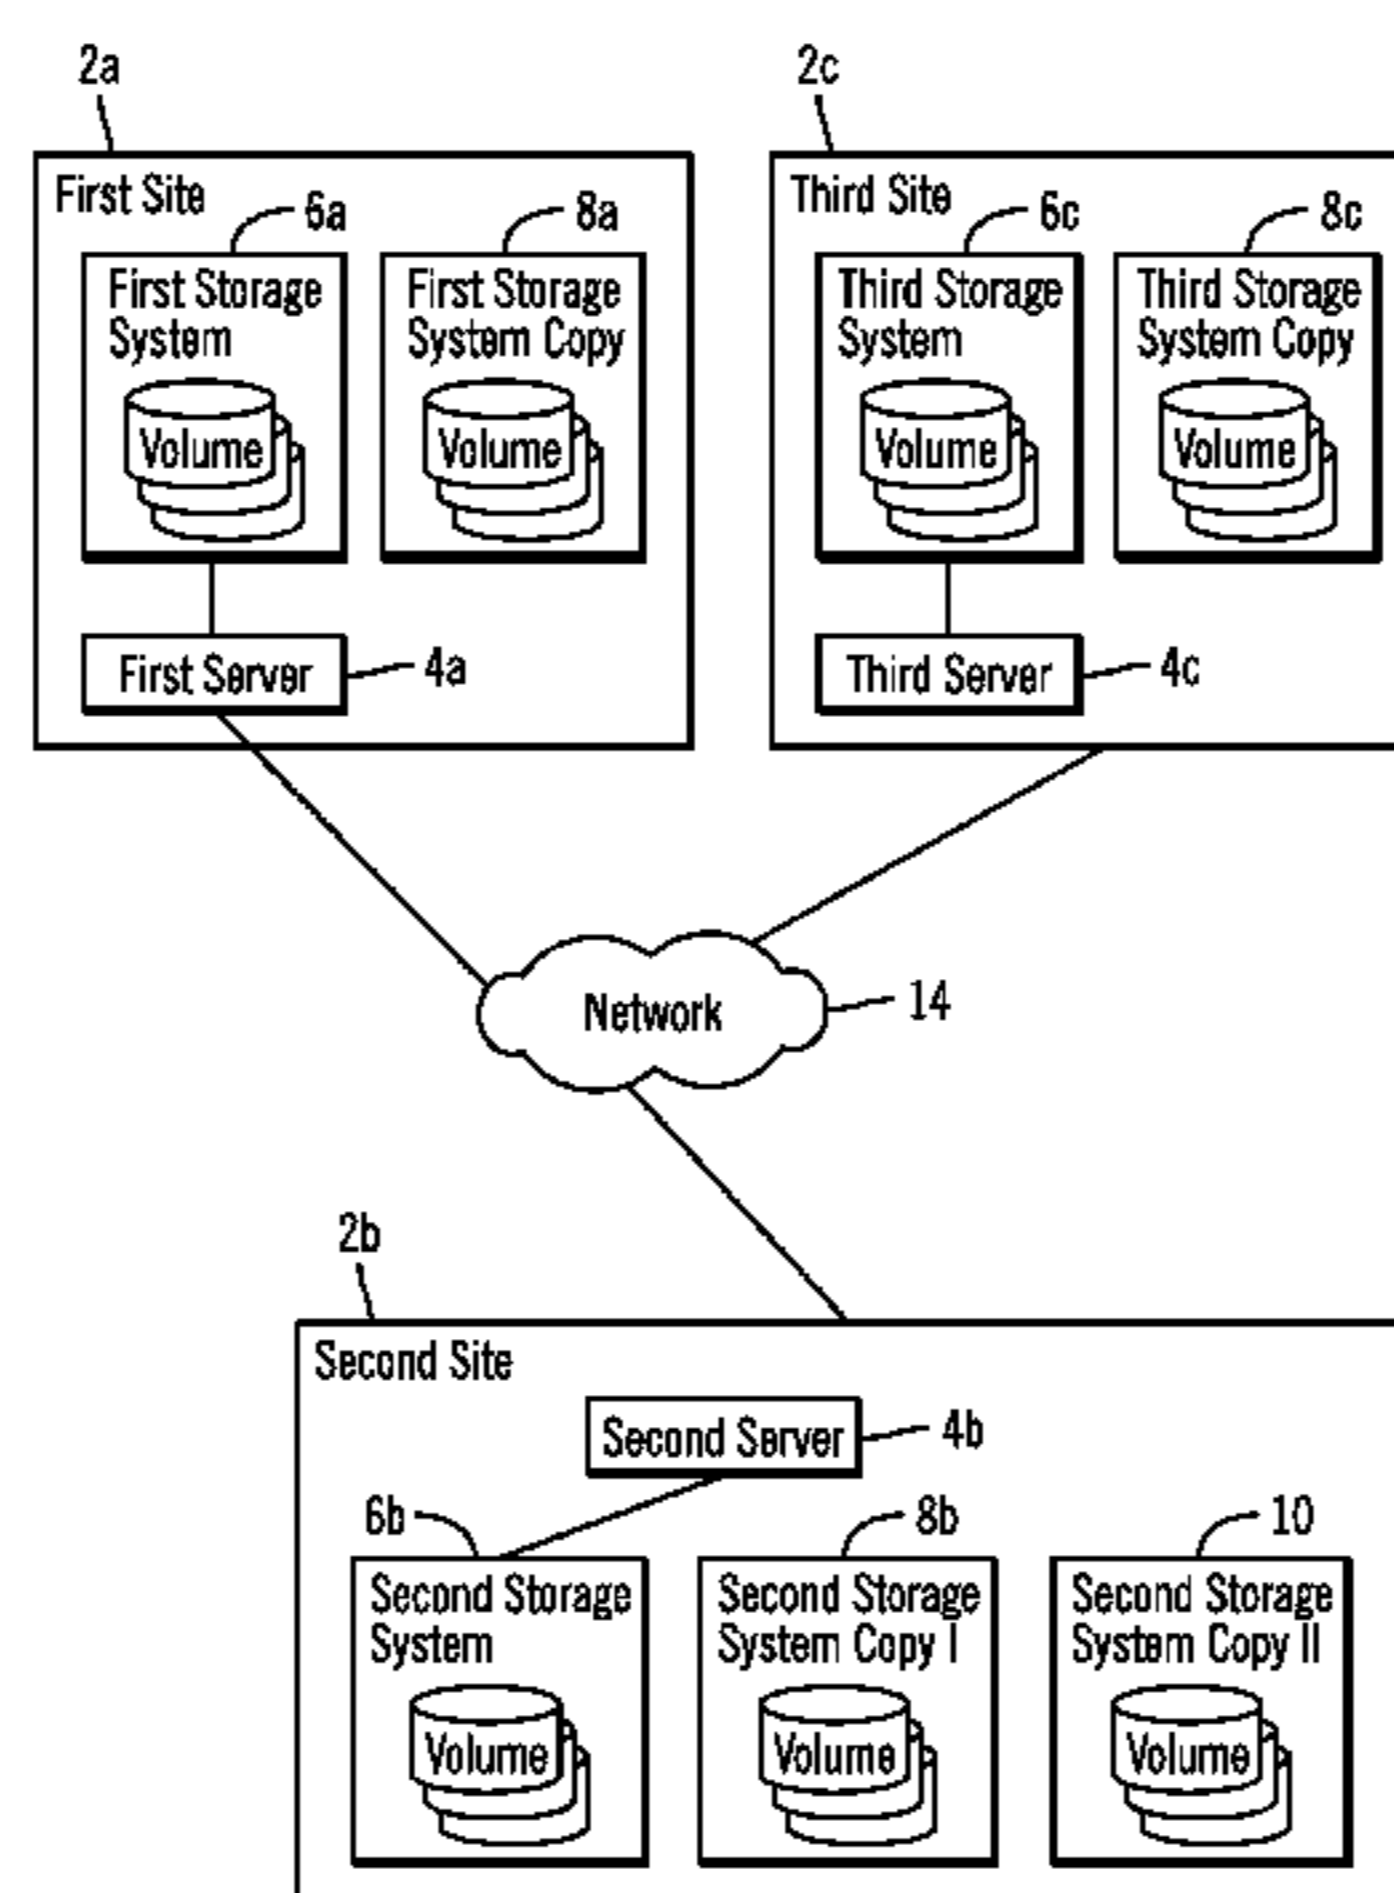 2a
2c
First Site
6a
8a
First Storage
System
Volume
First Storage
System Copy
Volume
First Server
4a
Third Site
6c
8c
Third Storage
System
Volume
Third Storage
System Copy
Volume
Third Server
4c
Network
14
2b
Second Site
Second Server
4b
6b
8b
10
Second Storage
System
Volume
Second Storage
System Copy I
Volume
Second Storage
System Copy II
Volume